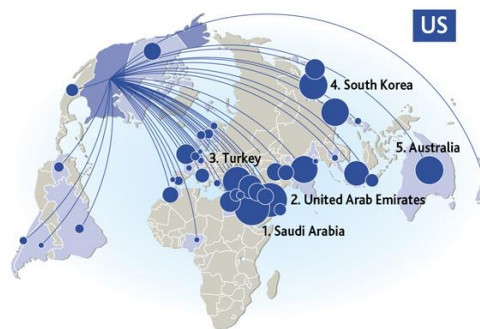 US
4. South Korea
5. Australia
3. Turkey
2. United Arab Emirates
1. Saudi Arabia